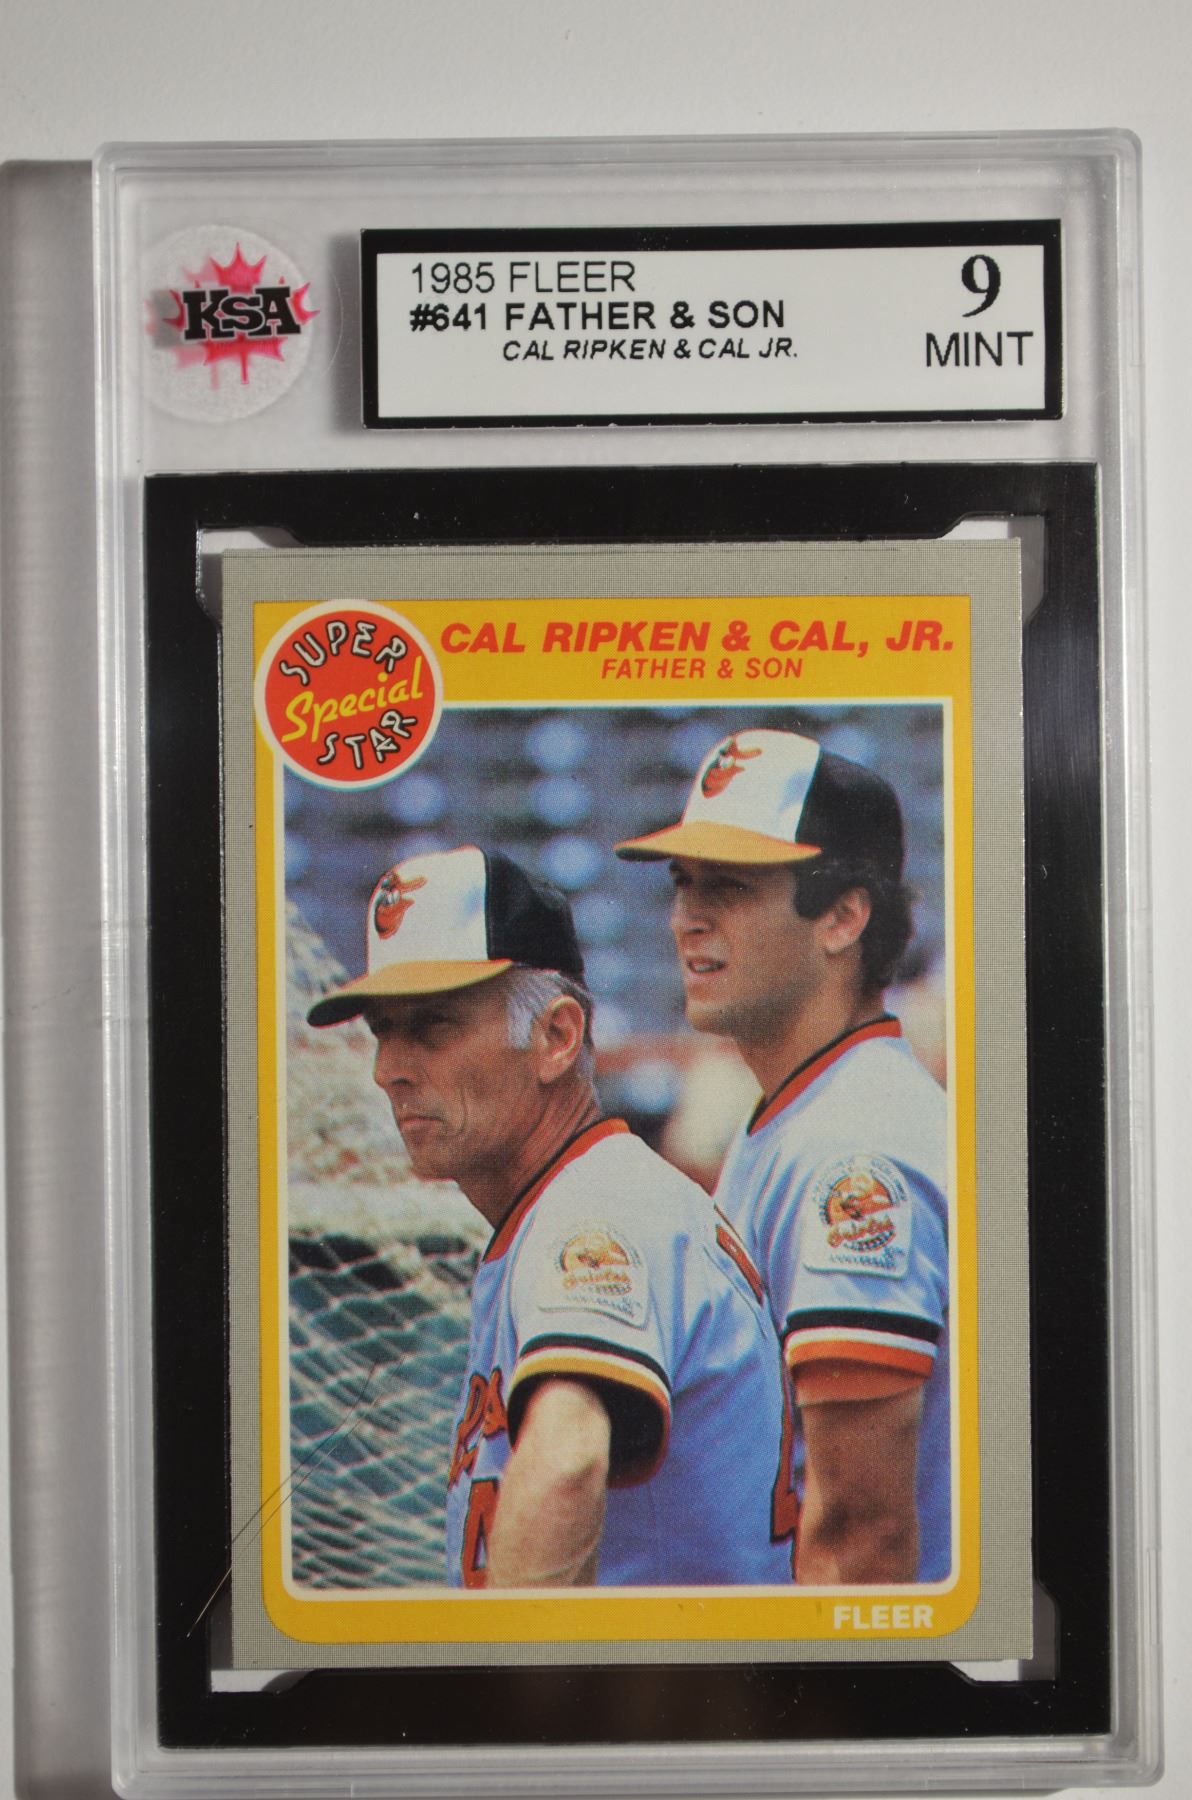 KSA
1985 FLEER
#641 FATHER & SON
CAL RIPKEN & CAL JR.
9
MINT
SUPER
Special
STAR
CAL RIPKEN & CAL, JR.
FATHER & SON
FLEER